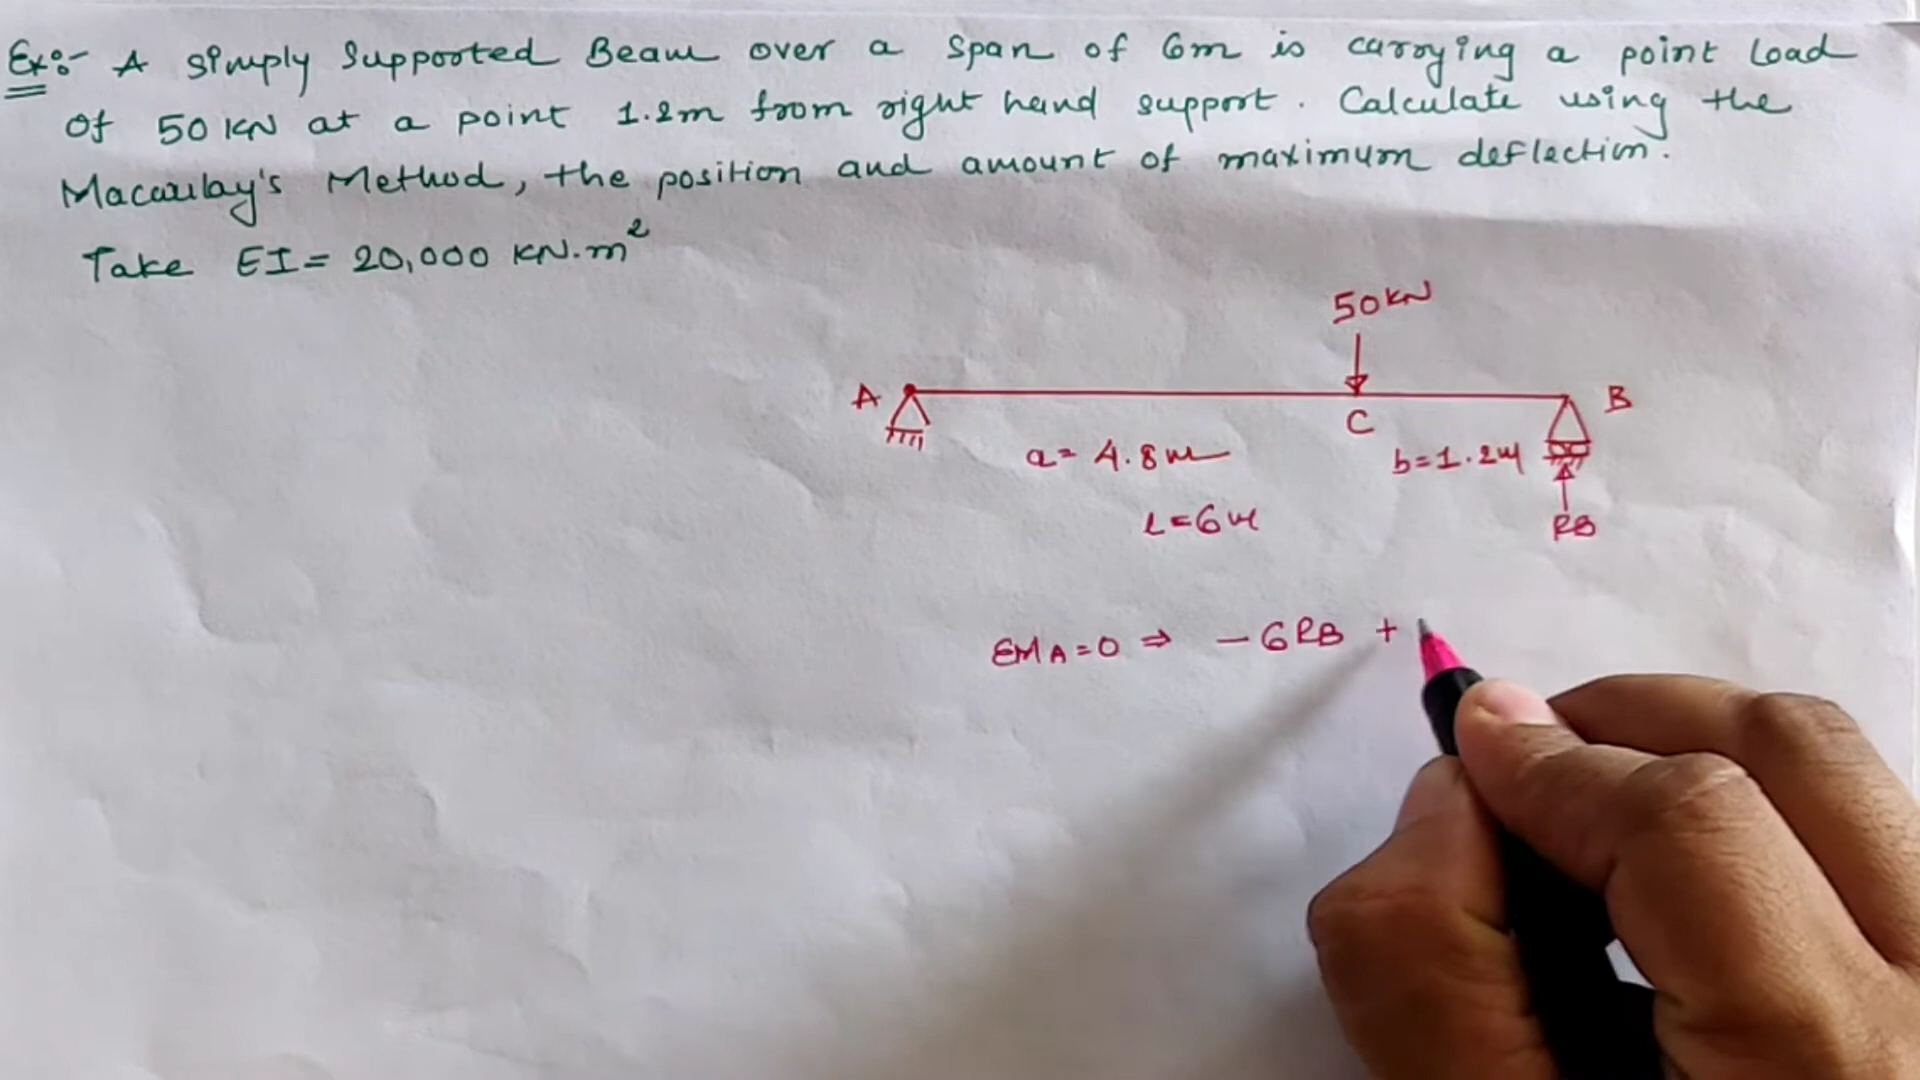 Ex:- A Simply Supported Beam over a span of 6m is carrying a point load
of 50 KN at a point 1.2m from right hand support. Calculate using the
Macaulay's Method, the position and amount of maximum deflection.
Take EI = 20,000 KN.m²
50 KN
A
B
C
a = 4.8m
b = 1.2m
L = 6m
RB
ΣMA = 0 ⇒ - 6RB +